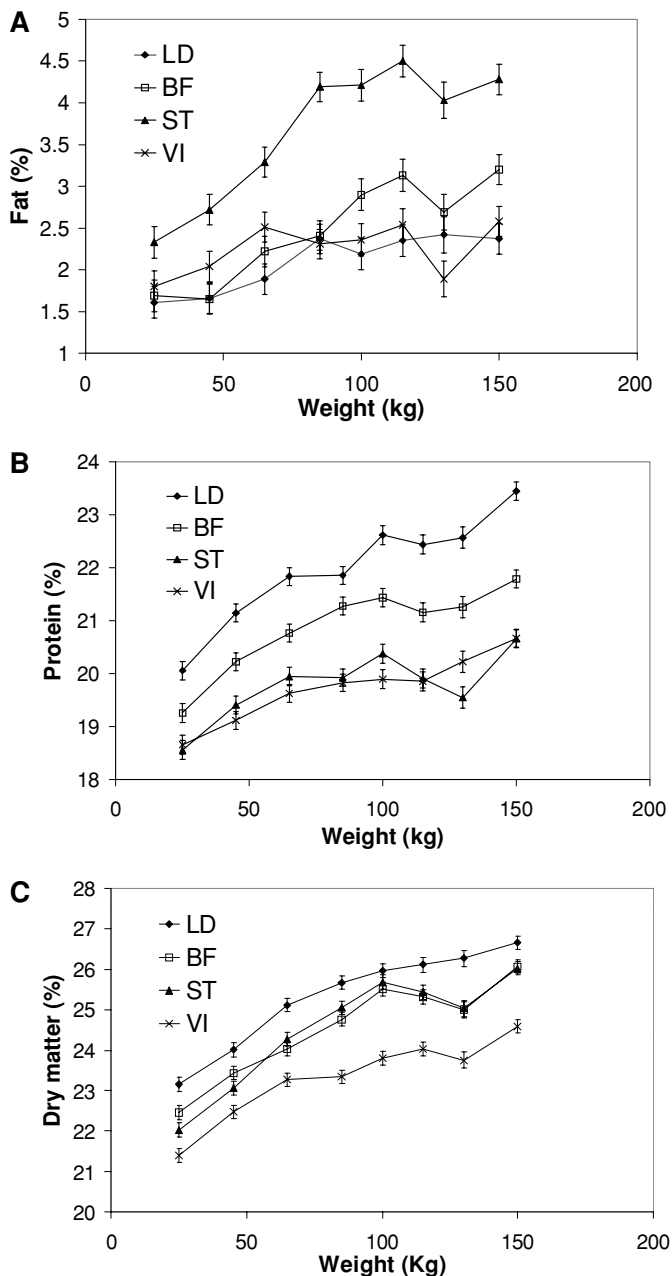 A
LD
BF
ST
VI
Fat (%)
5
4.5
4
3.5
3
2.5
2
1.5
1
0 50 100 150 200
Weight (kg)
B
LD
BF
ST
VI
Protein (%)
24
23
22
21
20
19
18
0 50 100 150 200
Weight (kg)
C
LD
BF
ST
VI
Dry matter (%)
28
27
26
25
24
23
22
21
20
0 50 100 150 200
Weight (Kg)